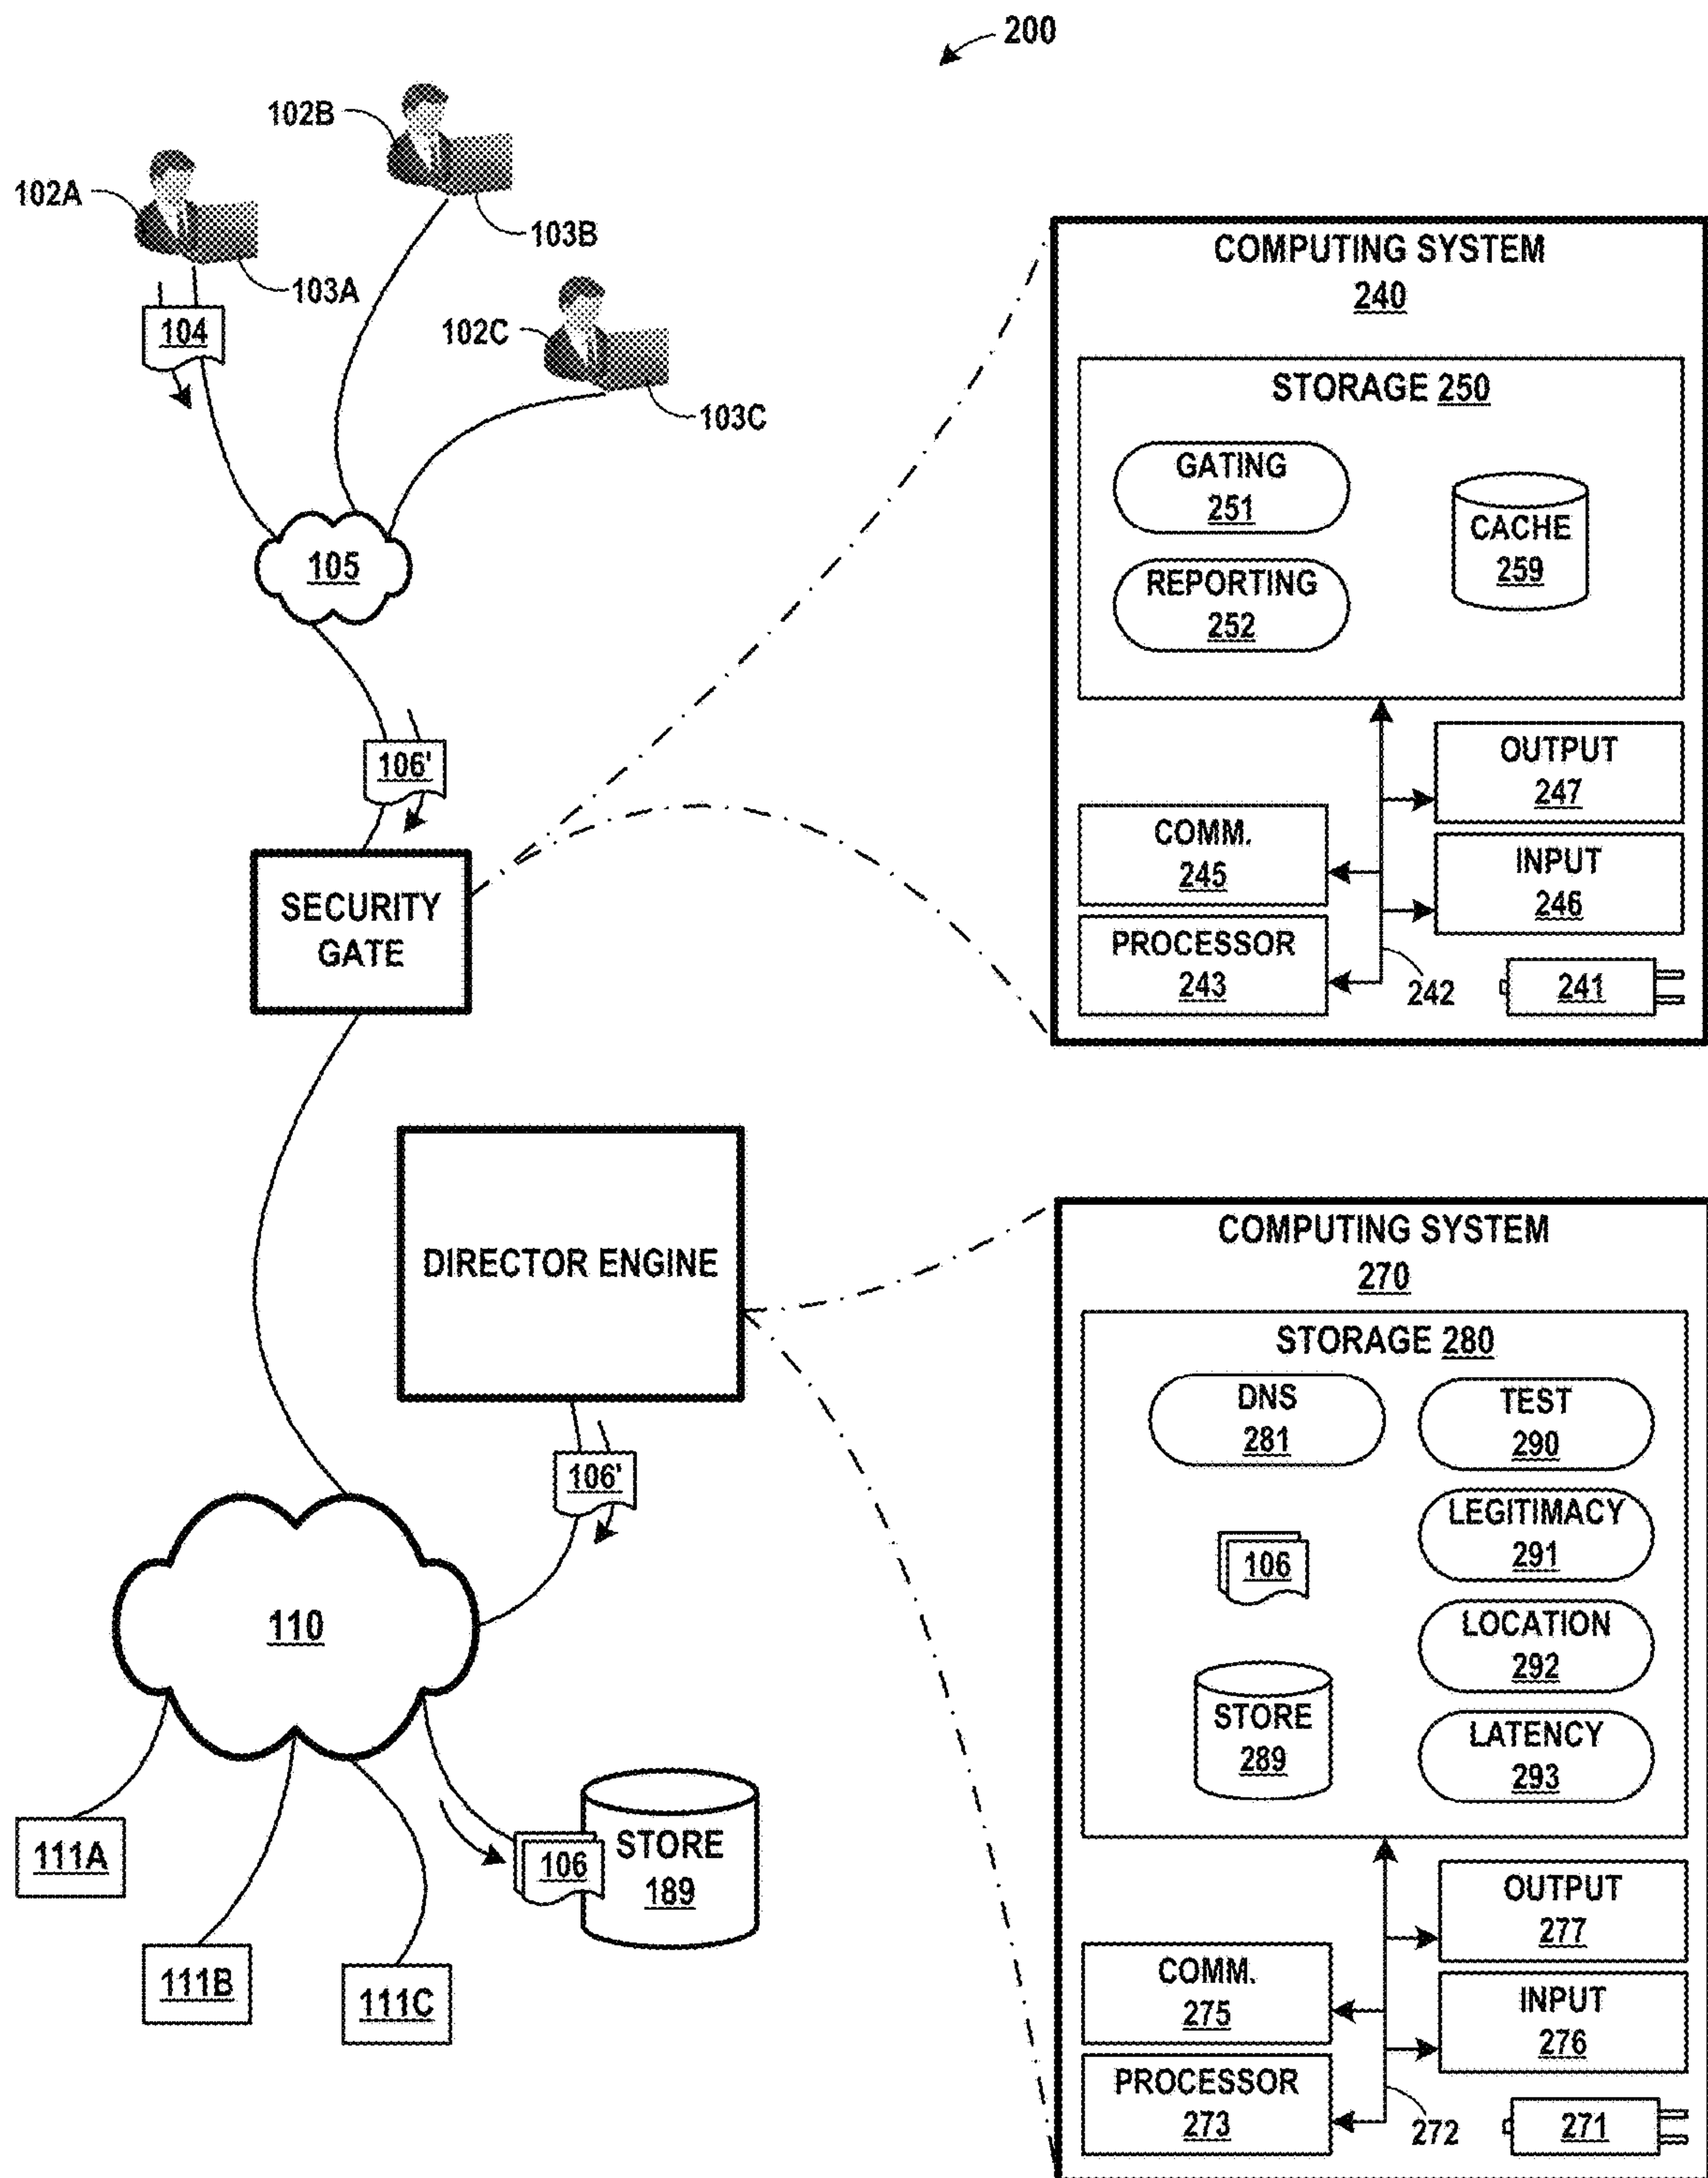 200
102B
102A
103B
103A
104
102C
103C
105
106'
SECURITY
GATE
COMPUTING SYSTEM
240
STORAGE 250
GATING
251
REPORTING
252
CACHE
259
OUTPUT
247
COMM.
245
INPUT
246
PROCESSOR
243
242
241
DIRECTOR ENGINE
106'
110
111A
111B
111C
106
STORE
189
COMPUTING SYSTEM
270
STORAGE 280
DNS
281
TEST
290
LEGITIMACY
291
106
LOCATION
292
STORE
289
LATENCY
293
OUTPUT
277
COMM.
275
INPUT
276
PROCESSOR
273
272
271